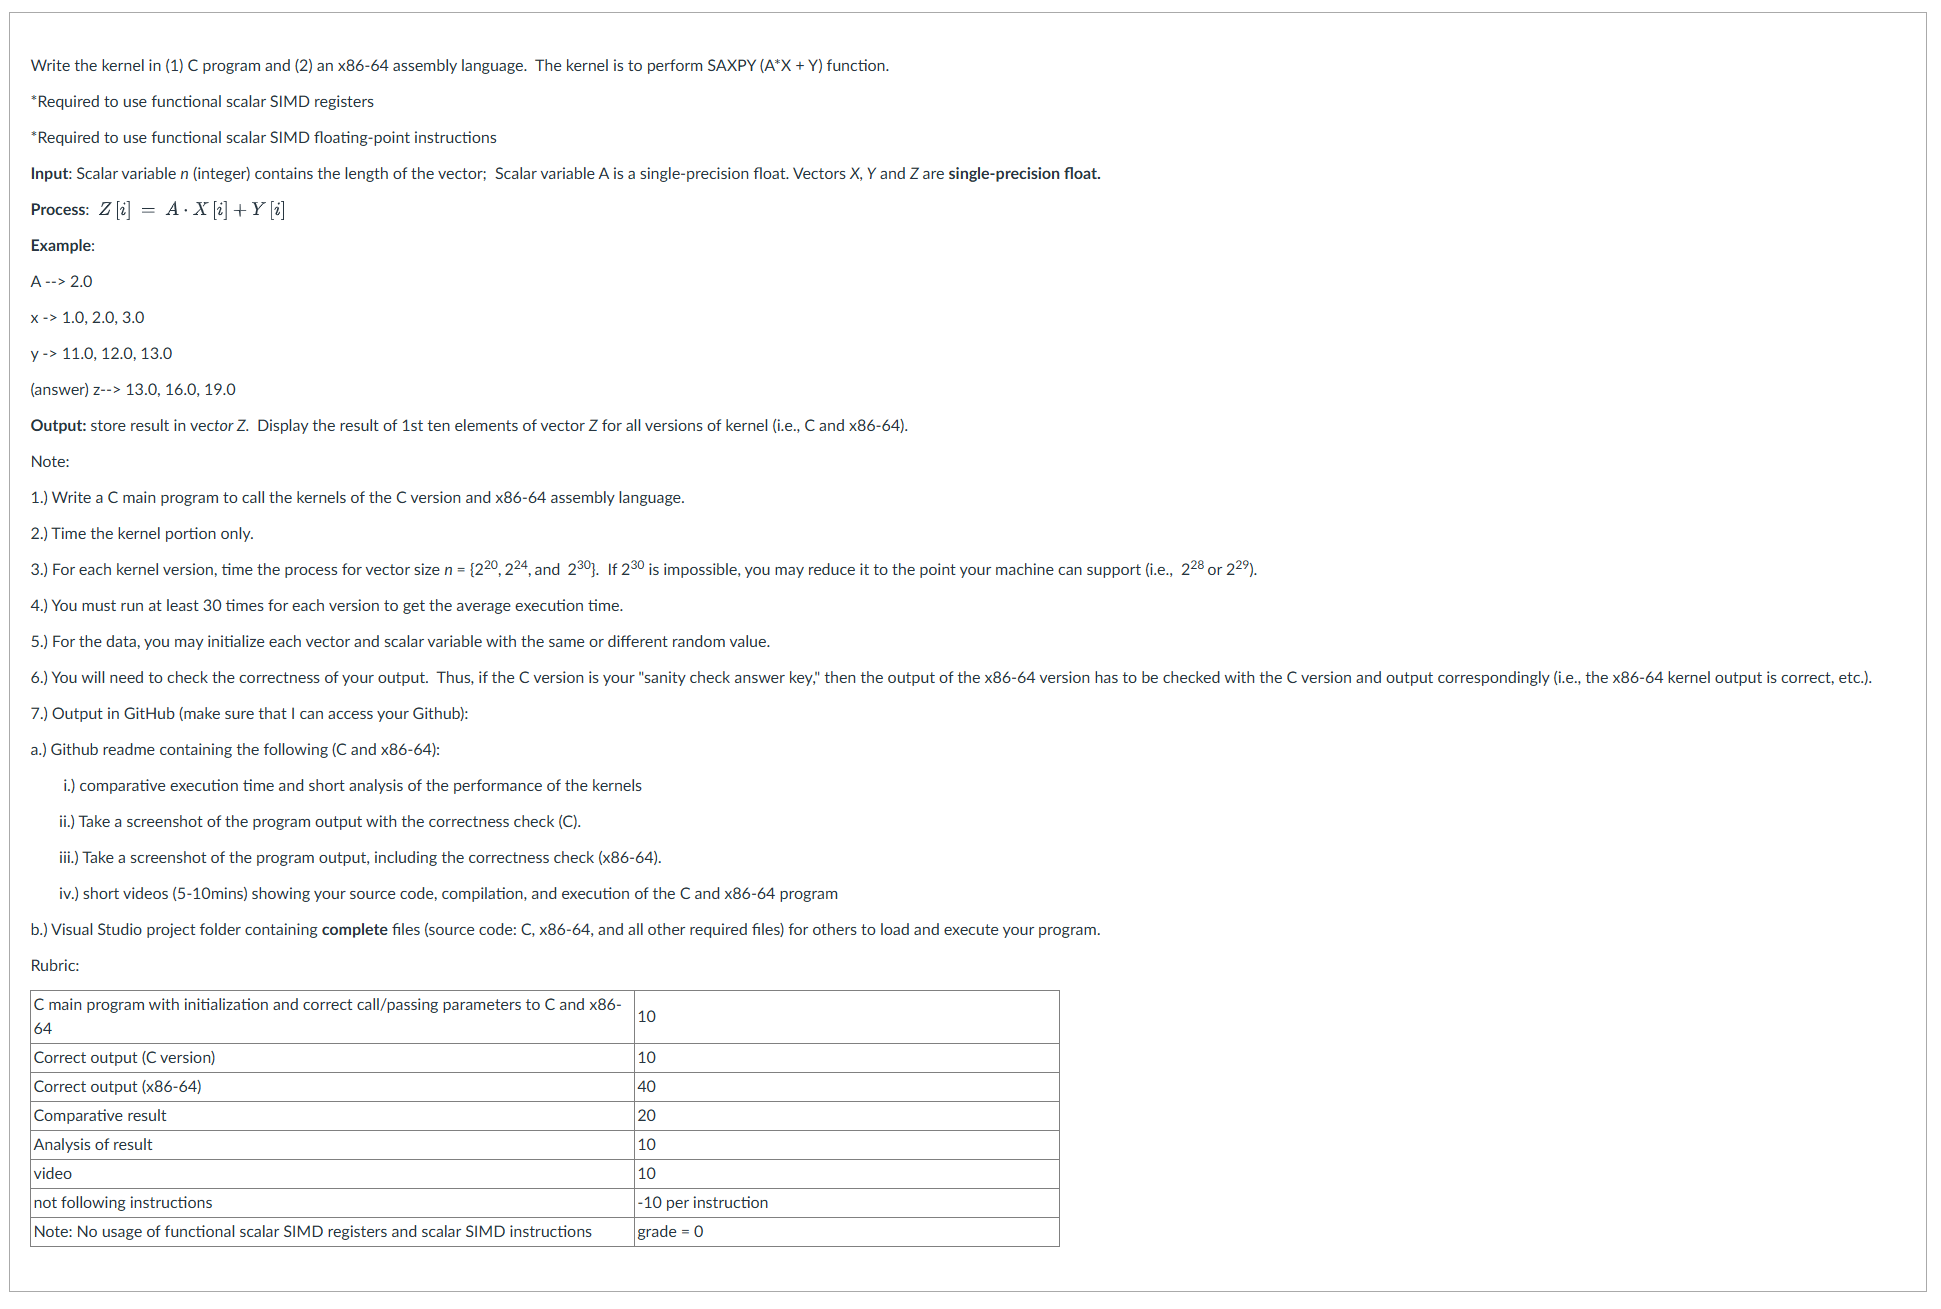 Write the kernel in (1) C program and (2) an x86-64 assembly language.  The kernel is to perform SAXPY (A*X + Y) function.
*Required to use functional scalar SIMD registers
*Required to use functional scalar SIMD floating-point instructions
Input: Scalar variable n (integer) contains the length of the vector;  Scalar variable A is a single-precision float. Vectors X, Y and Z are single-precision float.
Process:  Z [i]  =  A · X [i] + Y [i]
Example:
A --> 2.0
x -> 1.0, 2.0, 3.0
y -> 11.0, 12.0, 13.0
(answer) z--> 13.0, 16.0, 19.0
Output: store result in vector Z.  Display the result of 1st ten elements of vector Z for all versions of kernel (i.e., C and x86-64).
Note:
1.) Write a C main program to call the kernels of the C version and x86-64 assembly language.
2.) Time the kernel portion only.
3.) For each kernel version, time the process for vector size n = {2²⁰, 2²⁴, and  2³⁰}.  If 2³⁰ is impossible, you may reduce it to the point your machine can support (i.e.,  2²⁸ or 2²⁹).
4.) You must run at least 30 times for each version to get the average execution time.
5.) For the data, you may initialize each vector and scalar variable with the same or different random value.
6.) You will need to check the correctness of your output.  Thus, if the C version is your "sanity check answer key," then the output of the x86-64 version has to be checked with the C version and output correspondingly (i.e., the x86-64 kernel output is correct, etc.).
7.) Output in GitHub (make sure that I can access your Github):
a.) Github readme containing the following (C and x86-64):
i.) comparative execution time and short analysis of the performance of the kernels
ii.) Take a screenshot of the program output with the correctness check (C).
iii.) Take a screenshot of the program output, including the correctness check (x86-64).
iv.) short videos (5-10mins) showing your source code, compilation, and execution of the C and x86-64 program
b.) Visual Studio project folder containing complete files (source code: C, x86-64, and all other required files) for others to load and execute your program.
Rubric:
C main program with initialization and correct call/passing parameters to C and x86-
64
10
Correct output (C version) 10
Correct output (x86-64) 40
Comparative result 20
Analysis of result 10
video 10
not following instructions -10 per instruction
Note: No usage of functional scalar SIMD registers and scalar SIMD instructions grade = 0